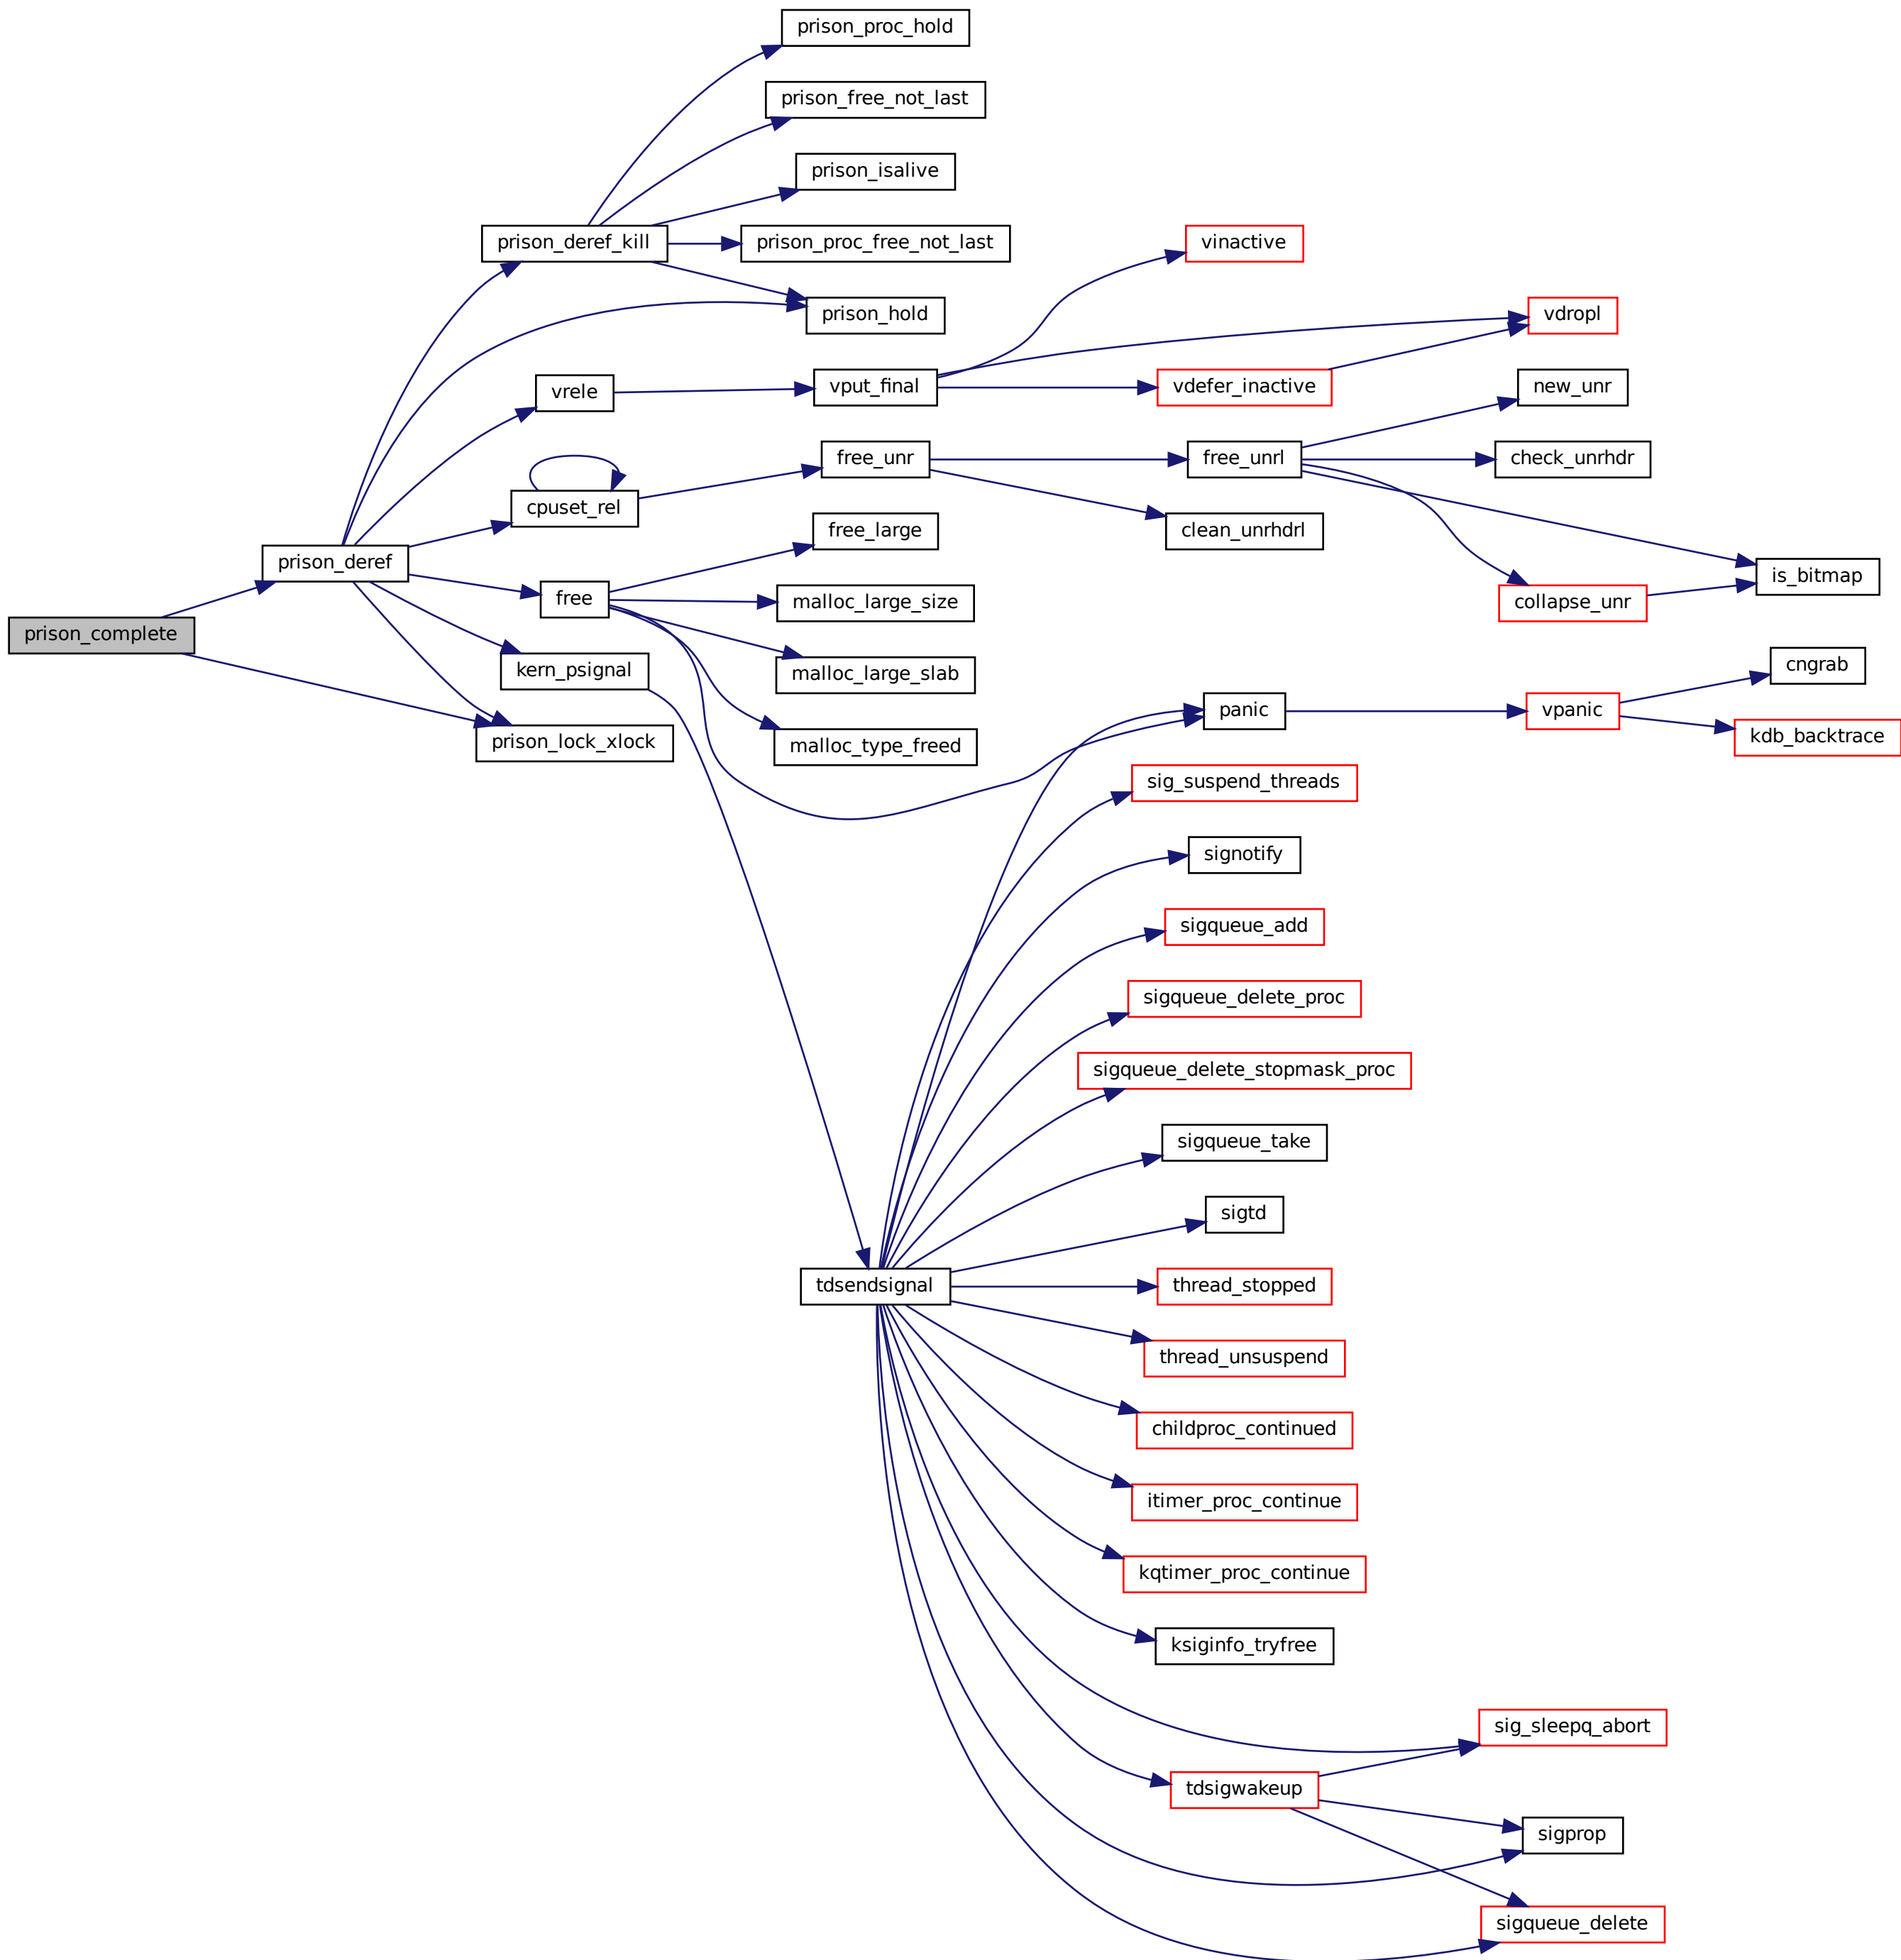 prison_proc_hold
prison_free_not_last
prison_isalive
prison_deref_kill
prison_proc_free_not_last
vinactive
prison_hold
vdropl
vrele
vput_final
vdefer_inactive
new_unr
free_unr
free_unrl
check_unrhdr
cpuset_rel
free_large
clean_unrhdrl
prison_deref
is_bitmap
free
malloc_large_size
collapse_unr
prison_complete
kern_psignal
malloc_large_slab
cngrab
panic
vpanic
prison_lock_xlock
malloc_type_freed
kdb_backtrace
sig_suspend_threads
signotify
sigqueue_add
sigqueue_delete_proc
sigqueue_delete_stopmask_proc
sigqueue_take
sigtd
tdsendsignal
thread_stopped
thread_unsuspend
childproc_continued
itimer_proc_continue
kqtimer_proc_continue
ksiginfo_tryfree
sig_sleepq_abort
tdsigwakeup
sigprop
sigqueue_delete